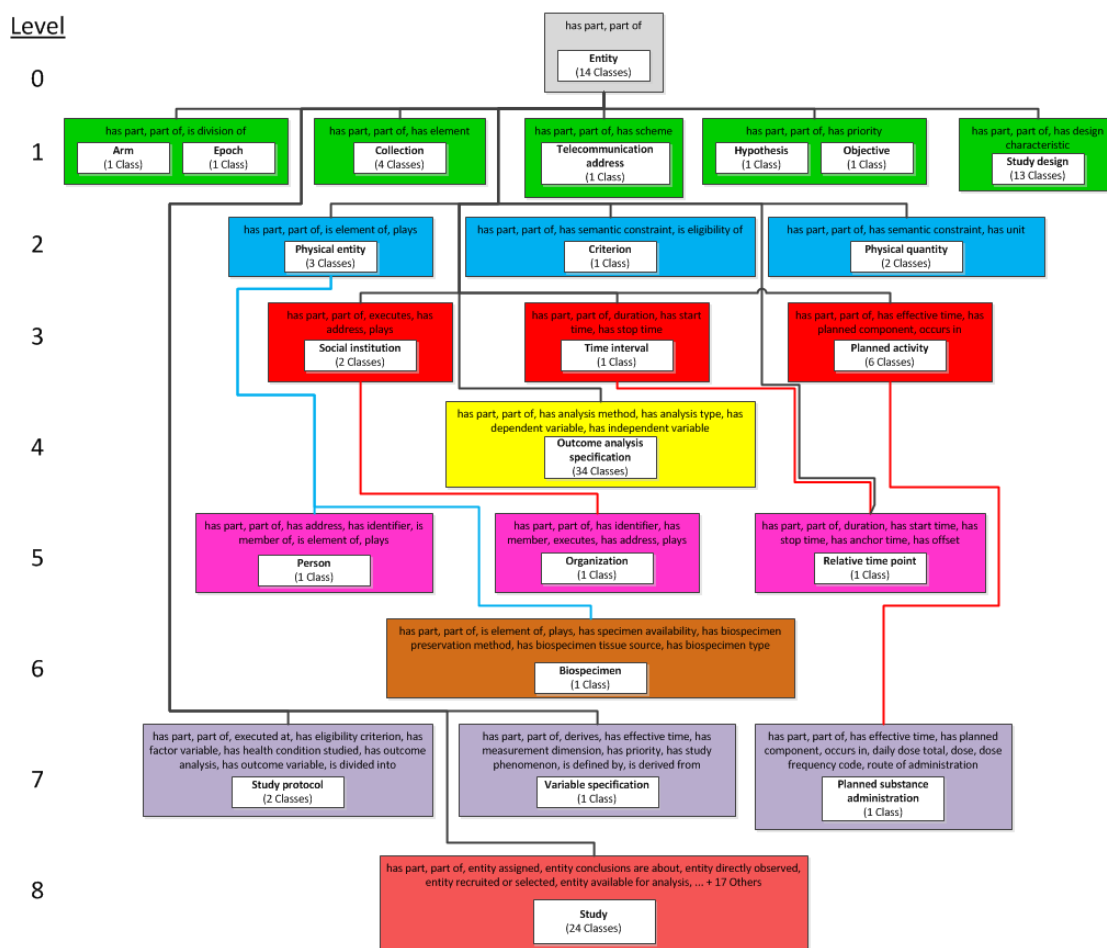 Level
has part, part of
Entity
(14 Classes)
0
has part, part of, is division of
Arm
(1 Class)
Epoch
(1 Class)
has part, part of, has element
Collection
(4 Classes)
has part, part of, has scheme
Telecommunication
address
(1 Class)
has part, part of, has priority
Hypothesis
(1 Class)
Objective
(1 Class)
has part, part of, has design
characteristic
Study design
(13 Classes)
1
has part, part of, is element of, plays
Physical entity
(3 Classes)
has part, part of, has semantic constraint, is eligibility of
Criterion
(1 Class)
has part, part of, has semantic constraint, has unit
Physical quantity
(2 Classes)
2
has part, part of, executes, has
address, plays
Social institution
(2 Classes)
has part, part of, duration, has start
time, has stop time
Time interval
(1 Class)
has part, part of, has effective time, has
planned component, occurs in
Planned activity
(6 Classes)
3
has part, part of, has analysis method, has analysis type, has
dependent variable, has independent variable
Outcome analysis
specification
(34 Classes)
4
has part, part of, has address, has identifier, is
member of, is element of, plays
Person
(1 Class)
has part, part of, has identifier, has
member, executes, has address, plays
Organization
(1 Class)
has part, part of, duration, has start time, has
stop time, has anchor time, has offset
Relative time point
(1 Class)
5
has part, part of, is element of, plays, has specimen availability, has biospecimen
preservation method, has biospecimen tissue source, has biospecimen type
Biospecimen
(1 Class)
6
has part, part of, executed at, has eligibility criterion, has
factor variable, has health condition studied, has outcome
analysis, has outcome variable, is divided into
Study protocol
(2 Classes)
has part, part of, derives, has effective time, has
measurement dimension, has priority, has study
phenomenon, is defined by, is derived from
Variable specification
(1 Class)
has part, part of, has effective time, has planned
component, occurs in, daily dose total, dose, dose
frequency code, route of administration
Planned substance
administration
(1 Class)
7
has part, part of, entity assigned, entity conclusions are about, entity directly observed,
entity recruited or selected, entity available for analysis, ... + 17 Others
Study
(24 Classes)
8